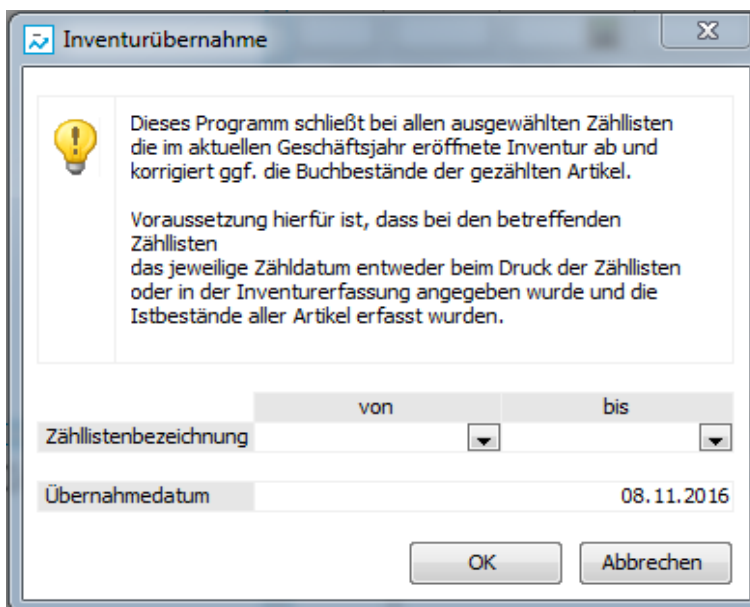 Inventurübernahme
Dieses Programm schließt bei allen ausgewählten Zähllisten
die im aktuellen Geschäftsjahr eröffnete Inventur ab und
korrigiert ggf. die Buchbestände der gezählten Artikel.
Voraussetzung hierfür ist, dass bei den betreffenden
Zähllisten
das jeweilige Zähldatum entweder beim Druck der Zähllisten
oder in der Inventurerfassung angegeben wurde und die
Istbestände aller Artikel erfasst wurden.
von bis
Zähllistenbezeichnung
Übernahmedatum 08.11.2016
OK Abbrechen